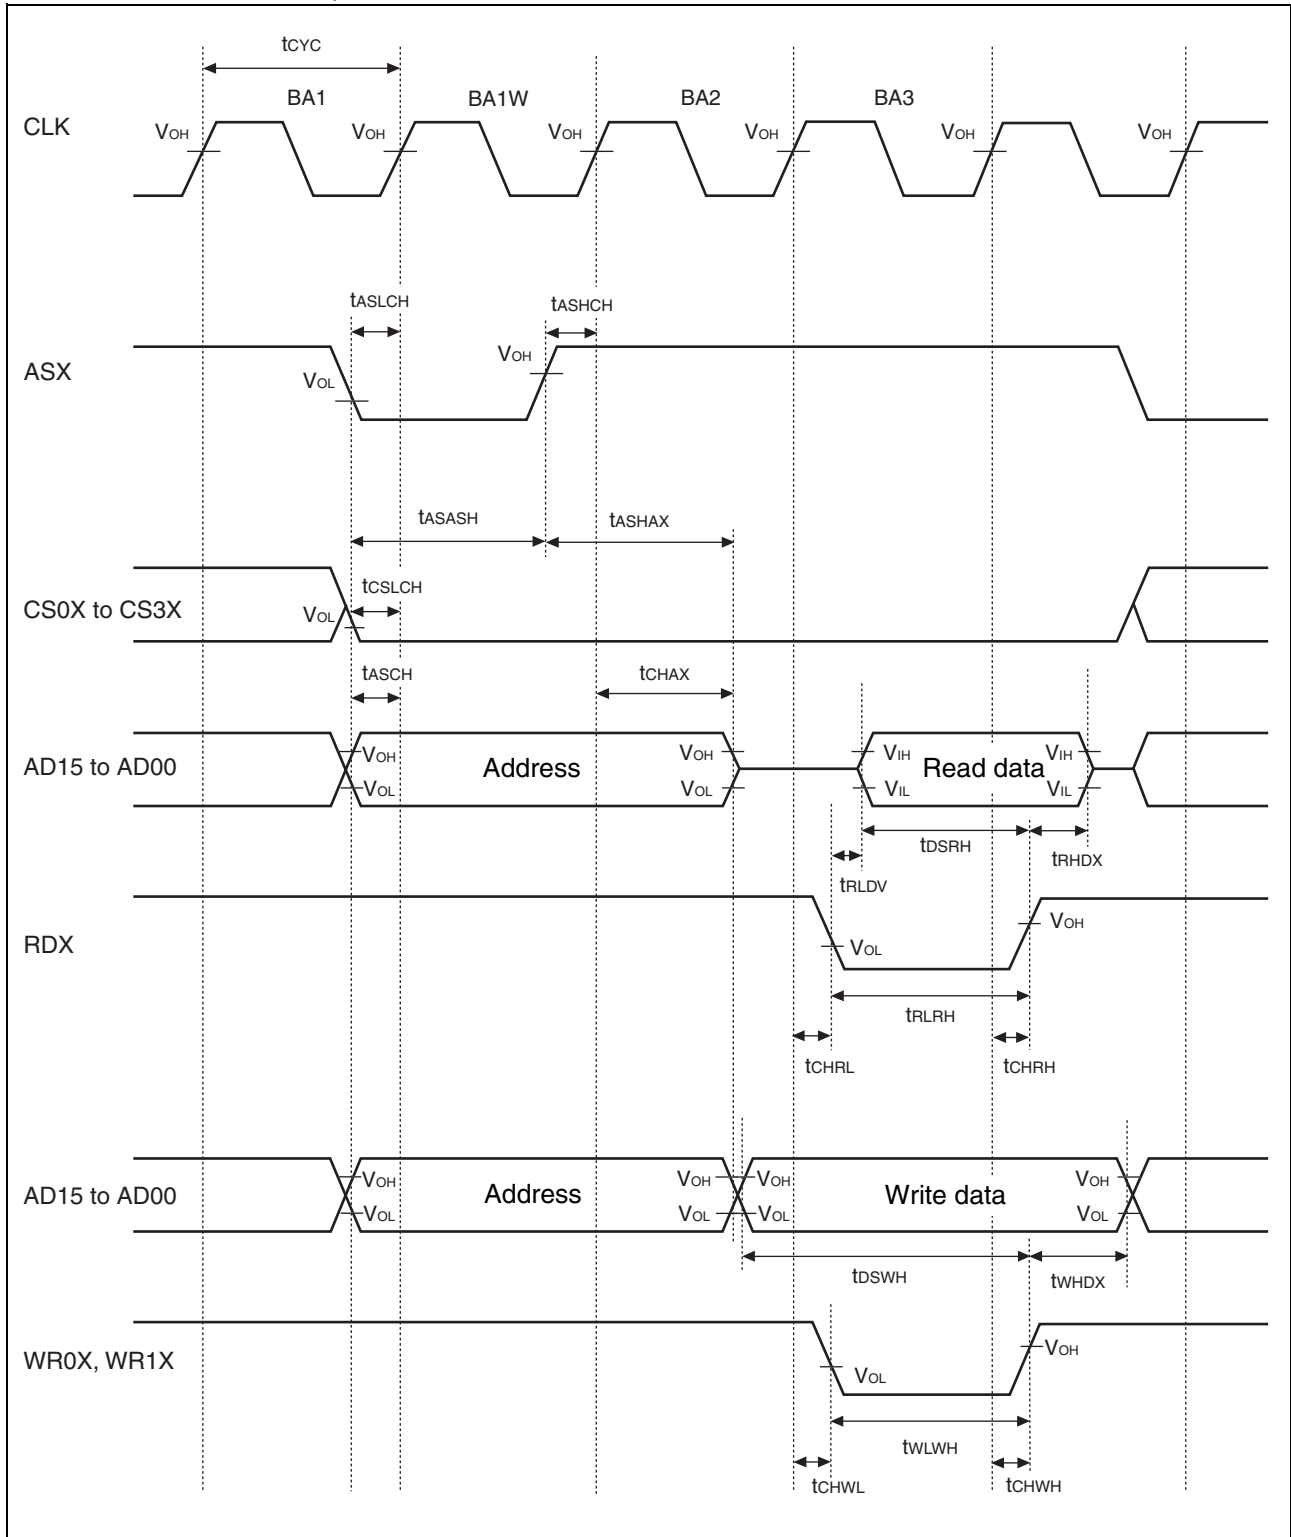 tCYC
BA1 BA1W BA2 BA3
CLK VOH VOH VOH VOH VOH VOH
tASLCH tASHCH
VOH
ASX VOL
tASASH tASHAX
tCSLCH
CS0X to CS3X VOL
tASCH tCHAX
VOH VOH VIH VIH
AD15 to AD00 Address Read data
VOL VOL VIL VIL
tDSRH tRHDX
tRLDV
VOH
RDX VOL
tRLRH
tCHRL tCHRH
VOH VOH VOH VOH
AD15 to AD00 Address Write data
VOL VOL VOL VOL
tDSWH tWHDX
VOH
WR0X, WR1X VOL
tWLWH
tCHWL tCHWH